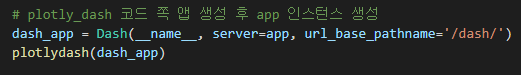 # plotly_dash 코드 쪽 앱 생성 후 app 인스턴스 생성
dash_app = Dash(__name__, server=app, url_base_pathname='/dash/')
plotlydash(dash_app)